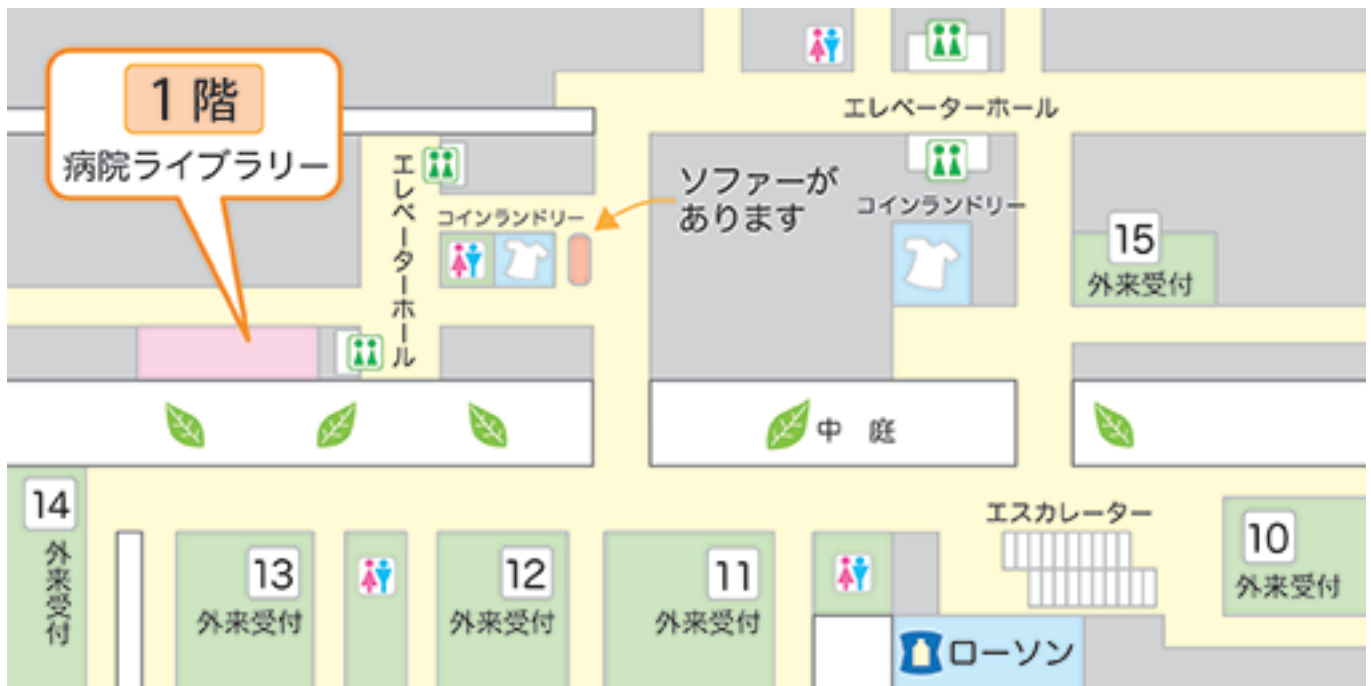 1階
病院ライブラリー
エレベーターホール
エレベーターホール
コインランドリー
ソファーが
あります
コインランドリー
15
外来受付
中庭
14
外来受付
13
外来受付
12
外来受付
11
外来受付
エスカレーター
10
外来受付
ローソン